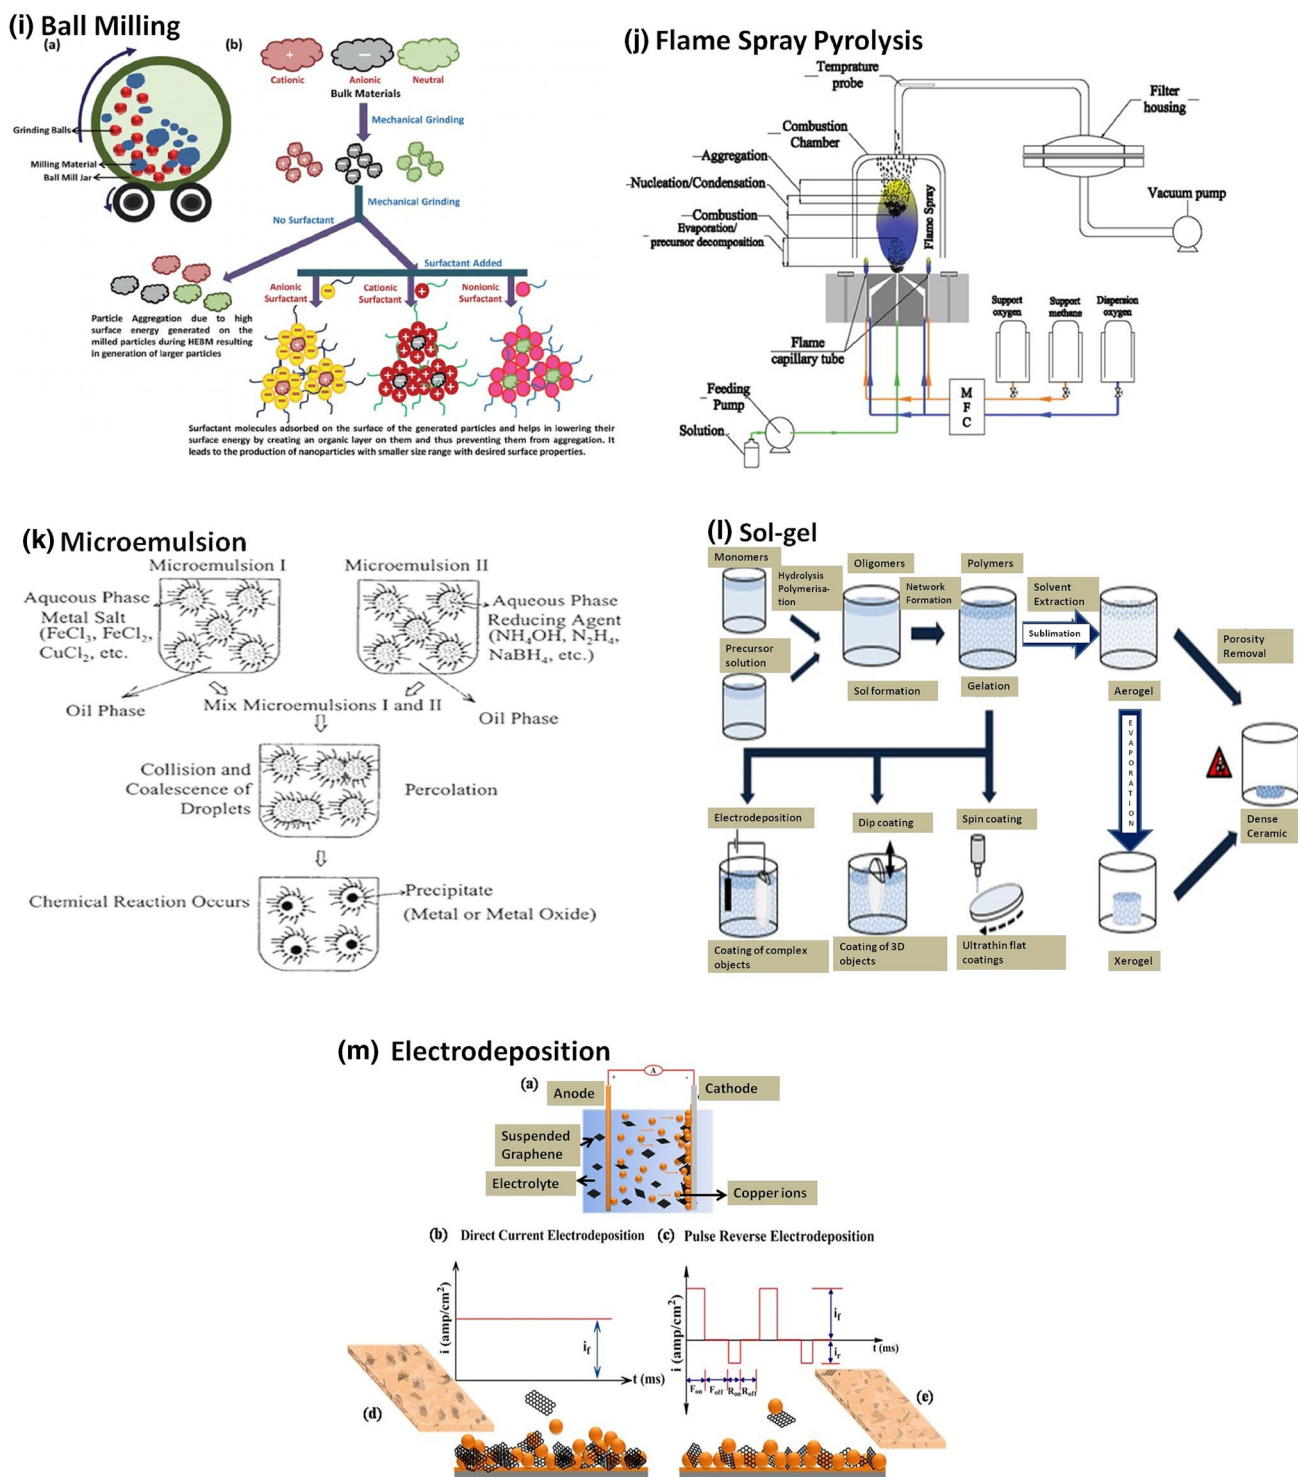 (i) Ball Milling
(a)
Grinding Balls
Milling Material
Ball Mill Jar
(b)
Cationic
Anionic
Neutral
Bulk Materials
Mechanical Grinding
Mechanical Grinding
No Surfactant
Surfactant Added
Anionic
Surfactant
Cationic
Surfactant
Nonionic
Surfactant
Particle Aggregation due to high
surface energy generated on the
milled particles during HEBM resulting
in generation of larger particles
Surfactant molecules adsorbed on the surface of the generated particles and helps in lowering their
surface energy by creating an organic layer on them and thus preventing them from aggregation. It
leads to the production of nanoparticles with smaller size range with desired surface properties.
(j) Flame Spray Pyrolysis
Temprature
probe
Filter
housing
Combustion
Chamber
Aggregation
Nucleation/Condensation
Combustion
Evaporation/
precursor decomposition
Flame Spray
Vacuum pump
Flame
capillary tube
Support
oxygen
Support
methane
Dispersion
oxygen
M
F
C
Feeding
Pump
Solution
(k) Microemulsion
Microemulsion I
Microemulsion II
Aqueous Phase
Metal Salt
(FeCl3, FeCl2,
CuCl2, etc.
Aqueous Phase
Reducing Agent
(NH4OH, N2H4,
NaBH4, etc.)
Oil Phase
Mix Microemulsions I and II
Oil Phase
Collision and
Coalescence of
Droplets
Percolation
Chemical Reaction Occurs
Precipitate
(Metal or Metal Oxide)
(l) Sol-gel
Monomers
Hydrolysis
Polymerisa-
tion
Oligomers
Network
Formation
Polymers
Solvent
Extraction
Sublimation
Precursor
solution
Porosity
Removal
Sol formation
Gelation
Aerogel
EVAPORATION
Electrodeposition
Dip coating
Spin coating
Dense
Ceramic
Coating of complex
objects
Coating of 3D
objects
Ultrathin flat
coatings
Xerogel
(m) Electrodeposition
(a)
A
+
-
Anode
Cathode
Suspended
Graphene
Electrolyte
Copper ions
(b) Direct Current Electrodeposition
(c) Pulse Reverse Electrodeposition
i (amp/cm²)
if
t (ms)
i (amp/cm²)
if
ir
t (ms)
Fon
Foff
Ron
Roff
(d)
(e)